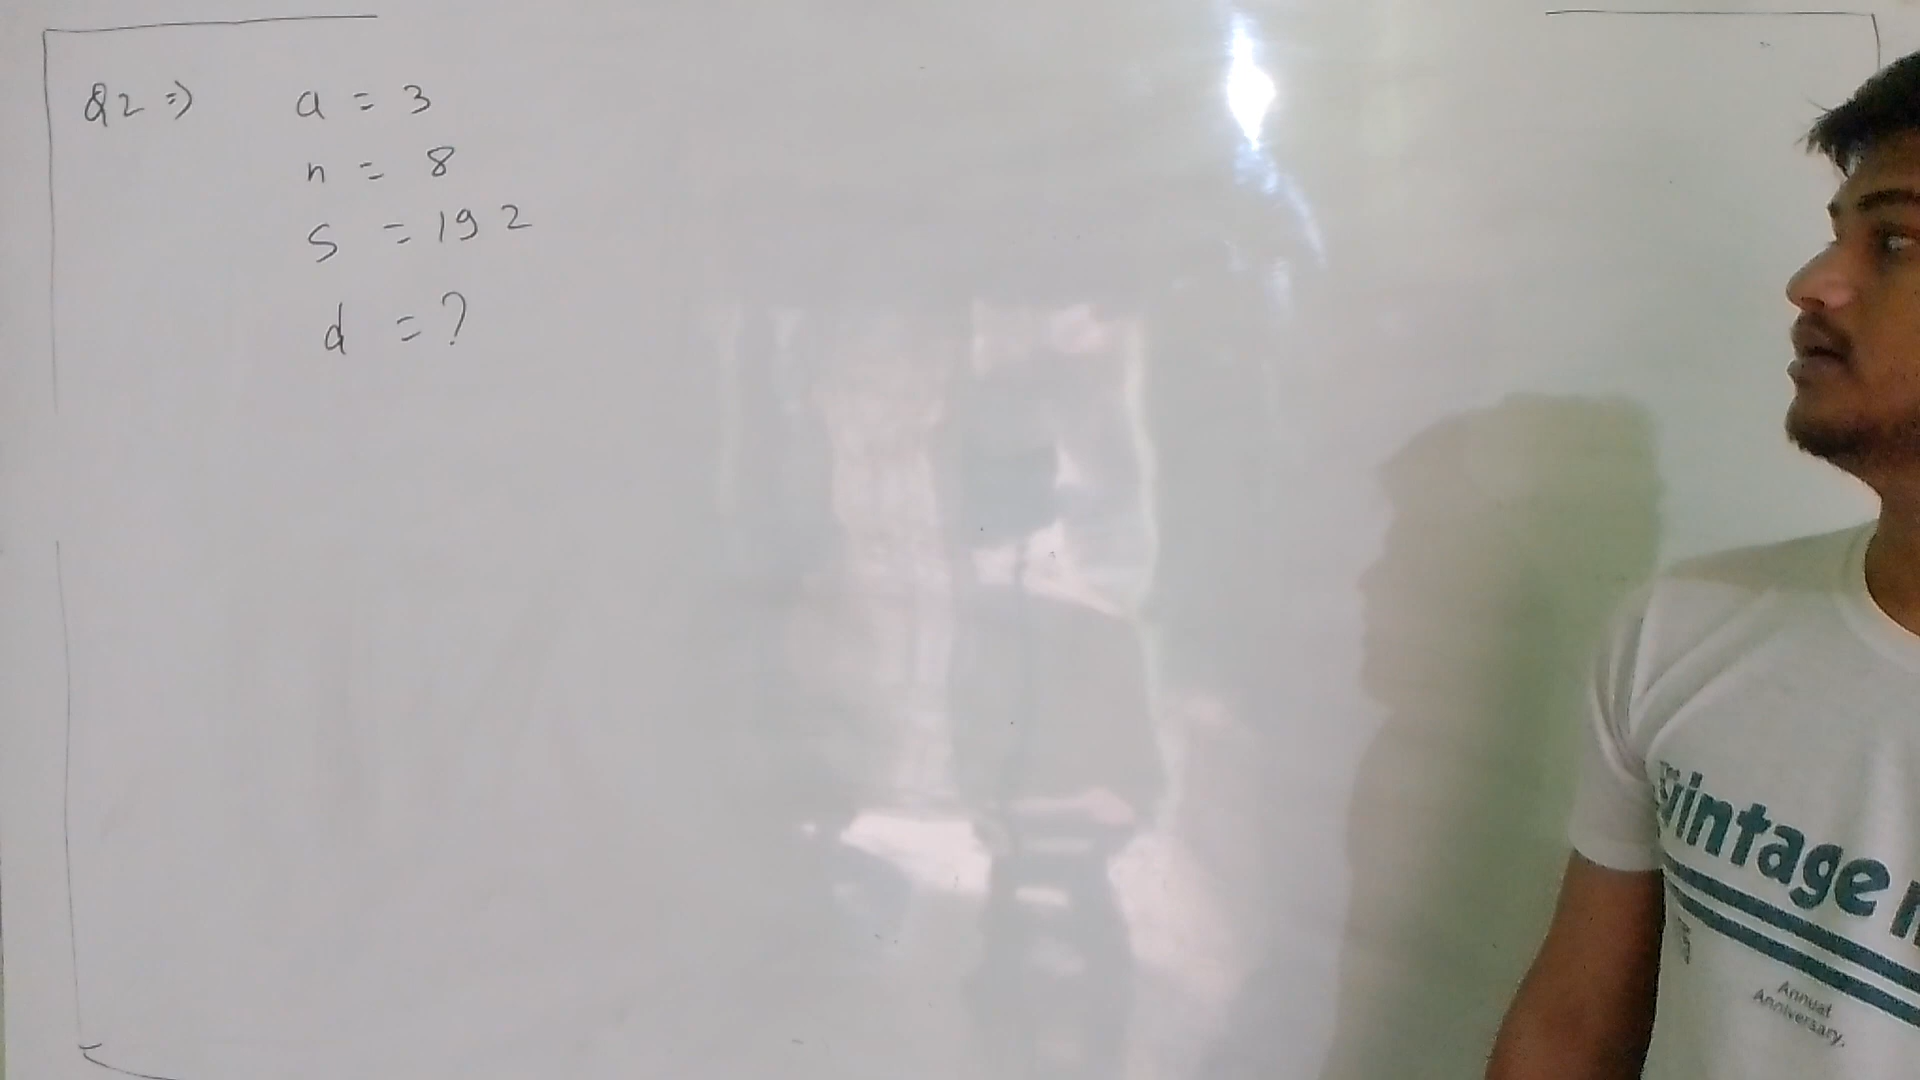 Q2 => a = 3
n = 8
S = 192
d = ?
vintage
Annual
Anniversary.